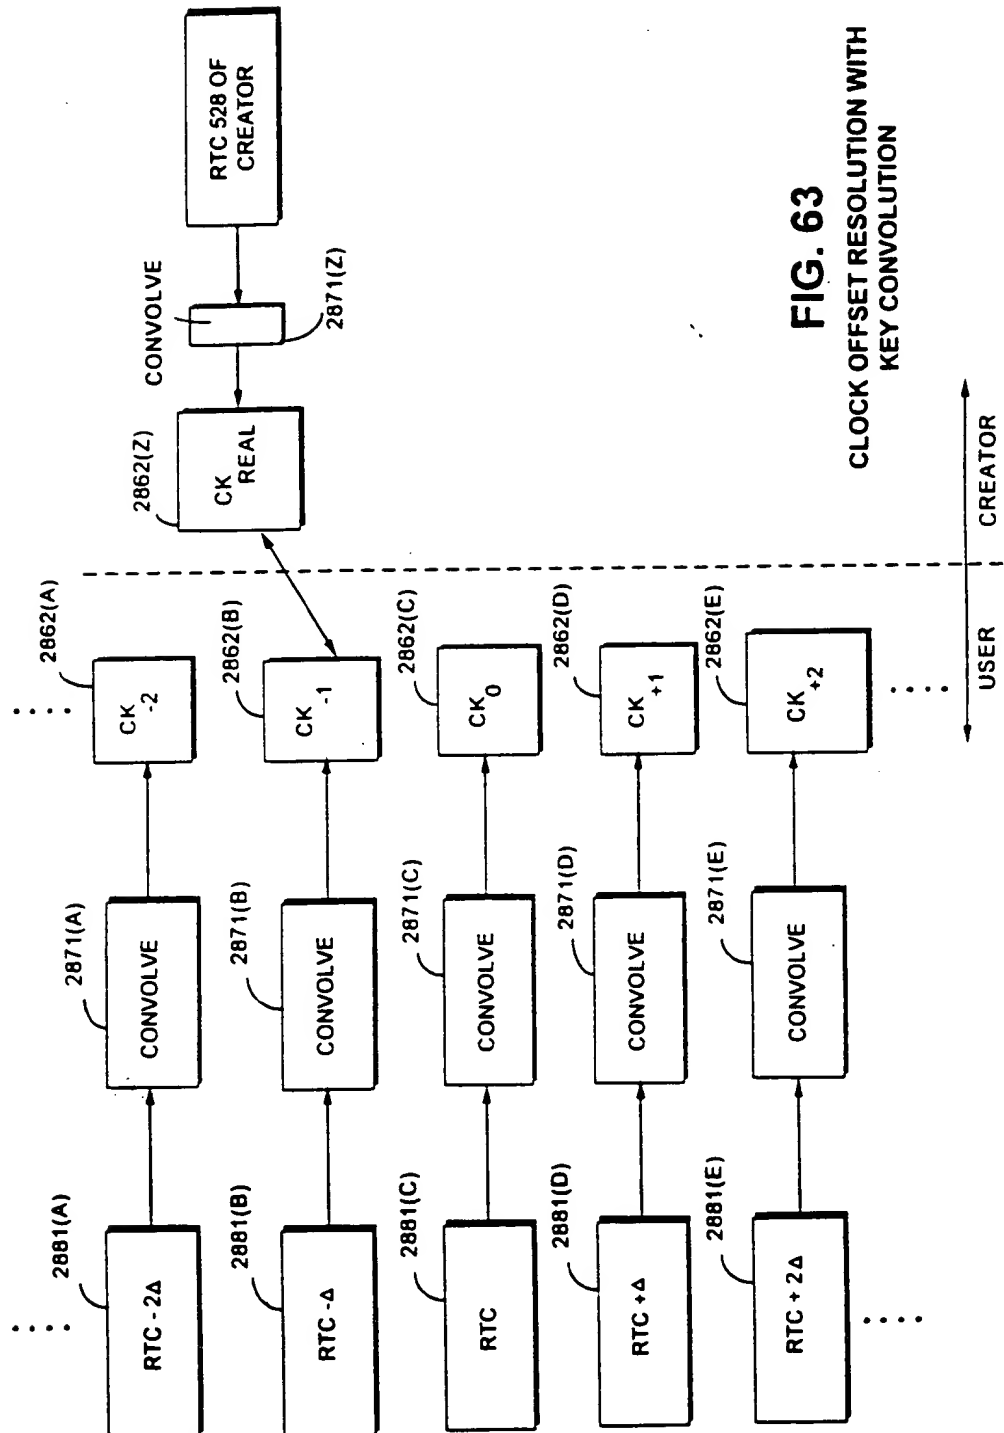 RTC - 2Δ
2881(A)
CONVOLVE
2871(A)
CK -2
2862(A)
RTC -Δ
2881(B)
CONVOLVE
2871(B)
CK -1
2862(B)
RTC
2881(C)
CONVOLVE
2871(C)
CK 0
2862(C)
RTC +Δ
2881(D)
CONVOLVE
2871(D)
CK +1
2862(D)
RTC + 2Δ
2881(E)
CONVOLVE
2871(E)
CK +2
2862(E)
2862(Z)
CK REAL
CONVOLVE
2871(Z)
RTC 528 OF
CREATOR
USER
CREATOR
FIG. 63
CLOCK OFFSET RESOLUTION WITH
KEY CONVOLUTION